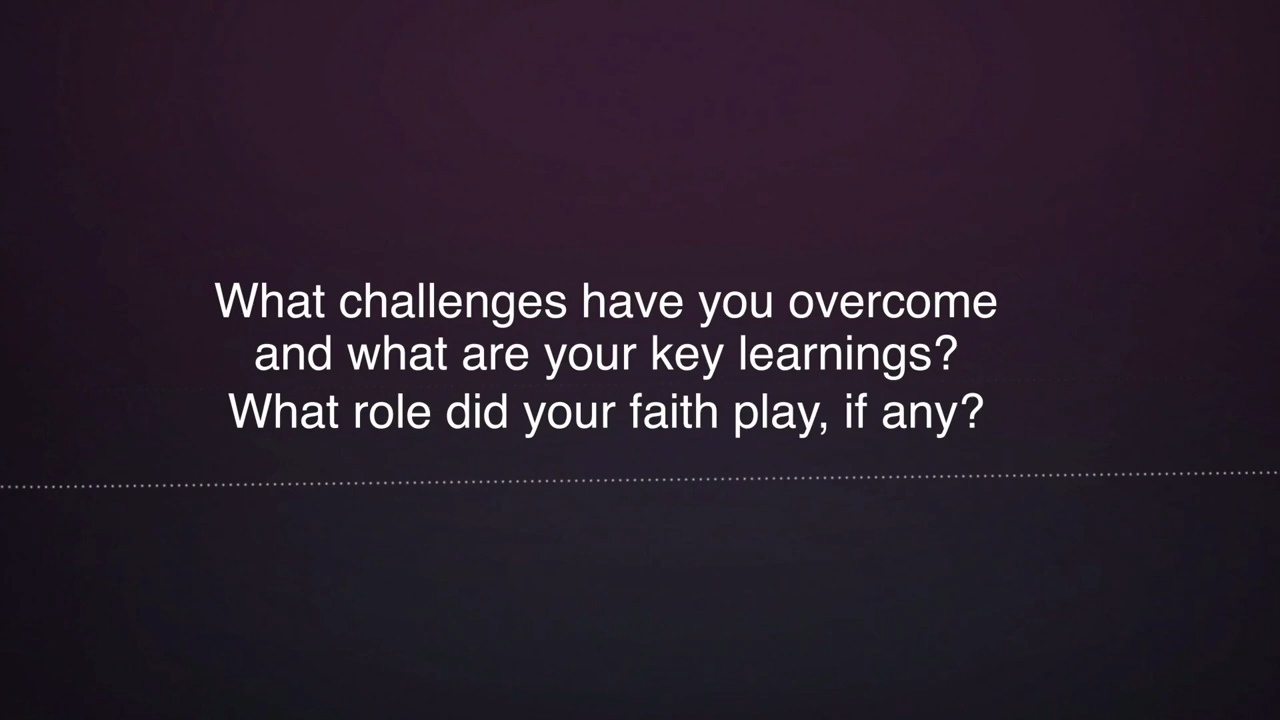 What challenges have you overcome
and what are your key learnings?
What role did your faith play, if any?